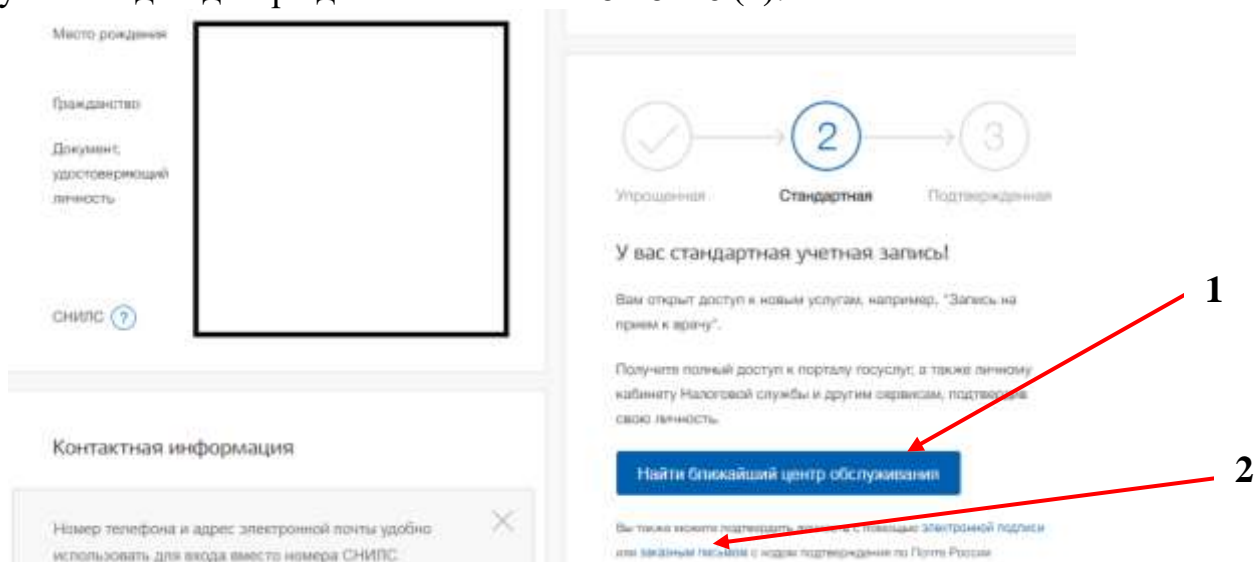 Место рождения
Гражданство
Документ,
удостоверяющий
личность
СНИЛС ?
Контактная информация
Номер телефона и адрес электронной почты удобно
использовать для входа вместо номера СНИЛС
2
3
Упрощенная
Стандартная
Подтвержденная
У вас стандартная учетная запись!
Вам открыт доступ к новым услугам, например, "Запись на
прием к врачу".
Получите полный доступ к порталу госуслуг, а также личному
кабинету Налоговой службы и другим сервисам, подтвердив
свою личность.
Найти ближайший центр обслуживания
Вы также можете подтвердить личность с помощью электронной подписи
или заказным письмом с кодом подтверждения по Почте России
1
2